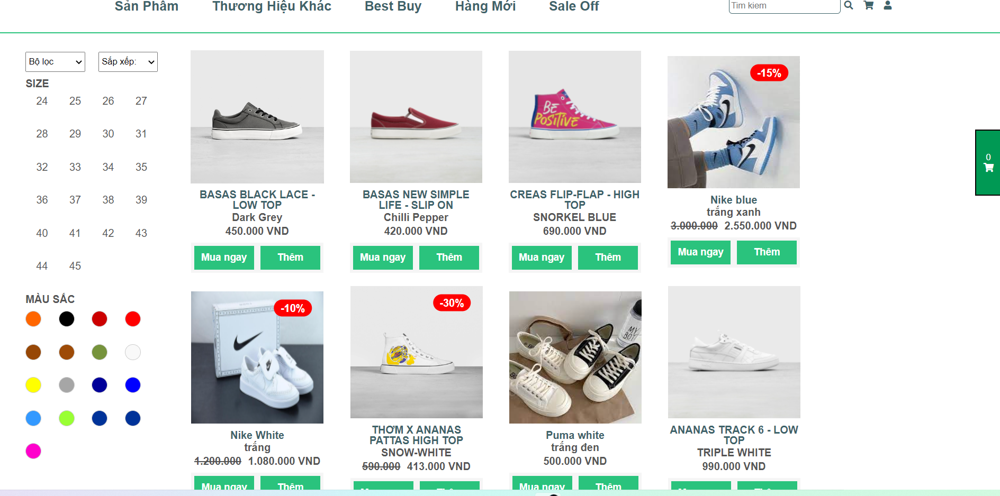 Sản Phẩm Thương Hiệu Khác Best Buy Hàng Mới Sale Off Tìm kiem
Bộ lọc Sắp xếp:
SIZE
24 25 26 27
28 29 30 31
32 33 34 35
36 37 38 39
40 41 42 43
44 45
MÀU SẮC
BE
POSITIVE
-15%
0
BASAS BLACK LACE -
LOW TOP
Dark Grey
450.000 VND
Mua ngay Thêm
BASAS NEW SIMPLE
LIFE - SLIP ON
Chilli Pepper
420.000 VND
Mua ngay Thêm
CREAS FLIP-FLAP - HIGH
TOP
SNORKEL BLUE
690.000 VND
Mua ngay Thêm
Nike blue
trắng xanh
3.000.000 2.550.000 VND
Mua ngay Thêm
-10%
Nike White
trắng
1.200.000 1.080.000 VND
Mua ngay Thêm
-30%
THƠM X ANANAS
PATTAS HIGH TOP
SNOW-WHITE
590.000 413.000 VND
MY
BOTT
Puma white
trắng đen
500.000 VND
Mua ngay Thêm
ANANAS TRACK 6 - LOW
TOP
TRIPLE WHITE
990.000 VND